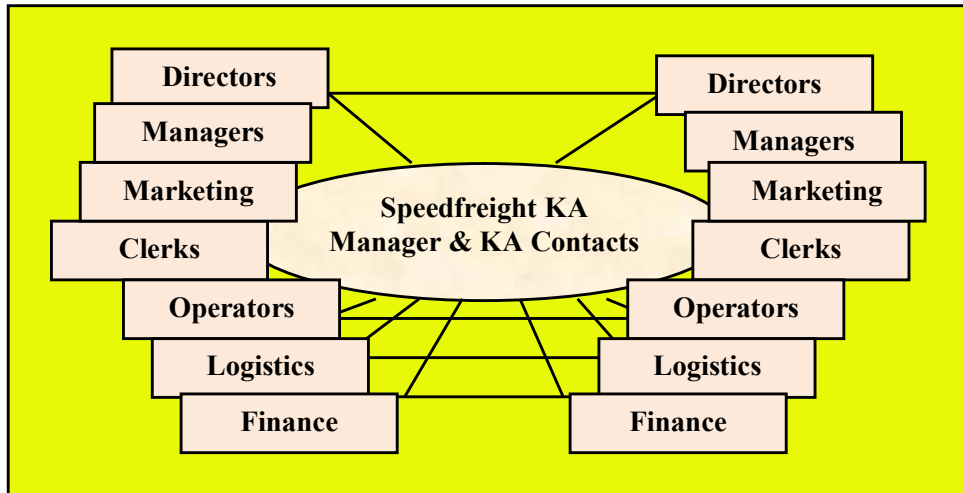 Directors
Managers
Marketing
Clerks
Operators
Logistics
Finance
Speedfreight KA
Manager & KA Contacts
Directors
Managers
Marketing
Clerks
Operators
Logistics
Finance